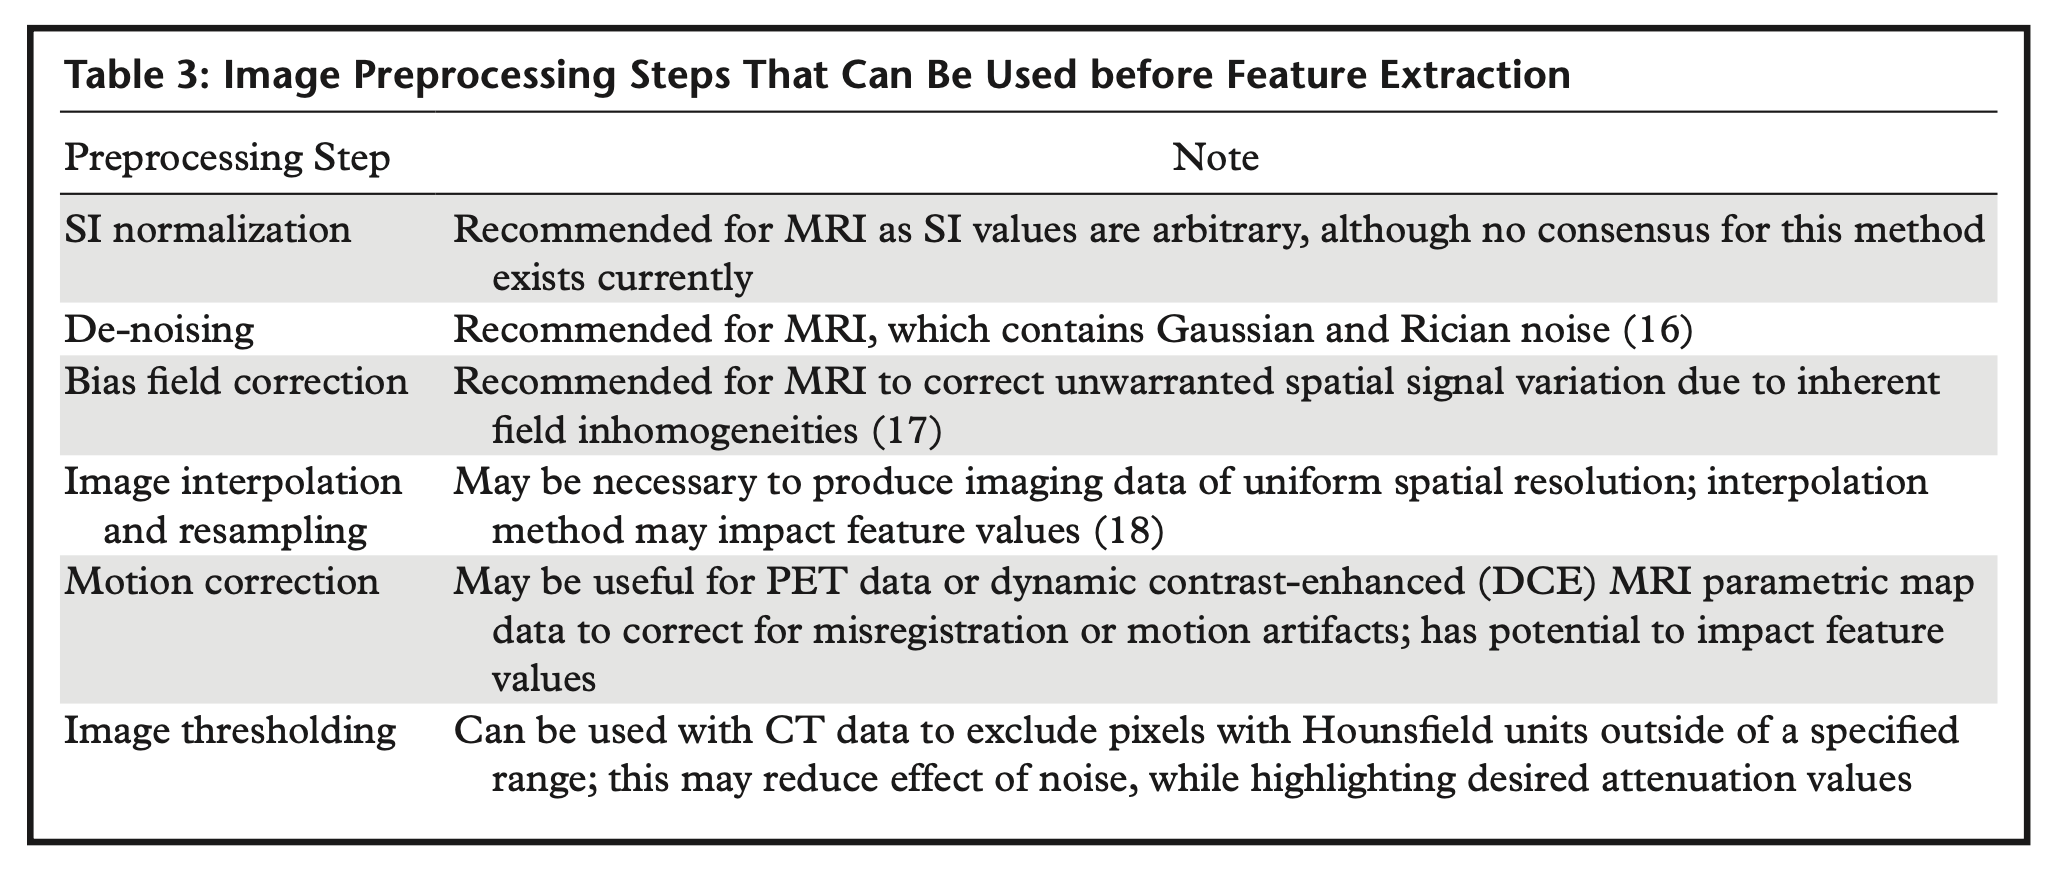 Table 3: Image Preprocessing Steps That Can Be Used before Feature Extraction
Preprocessing Step Note
SI normalization Recommended for MRI as SI values are arbitrary, although no consensus for this method
exists currently
De-noising Recommended for MRI, which contains Gaussian and Rician noise (16)
Bias field correction Recommended for MRI to correct unwarranted spatial signal variation due to inherent
field inhomogeneities (17)
Image interpolation May be necessary to produce imaging data of uniform spatial resolution; interpolation
and resampling method may impact feature values (18)
Motion correction May be useful for PET data or dynamic contrast-enhanced (DCE) MRI parametric map
data to correct for misregistration or motion artifacts; has potential to impact feature
values
Image thresholding Can be used with CT data to exclude pixels with Hounsfield units outside of a specified
range; this may reduce effect of noise, while highlighting desired attenuation values